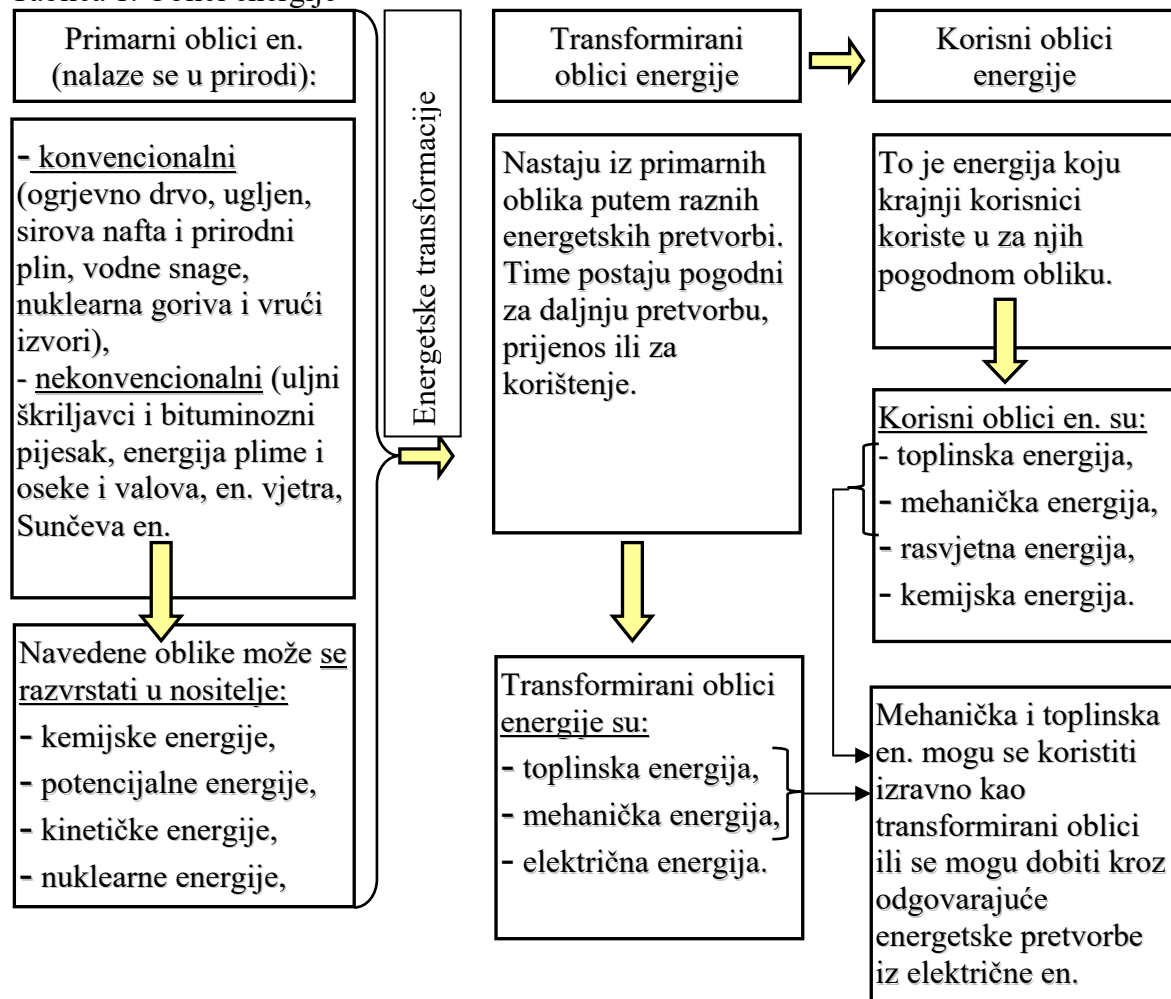 Tablica 1. Oblici energije
Primarni oblici en.
(nalaze se u prirodi):
- konvencionalni
(ogrjevno drvo, ugljen,
sirova nafta i prirodni
plin, vodne snage,
nuklearna goriva i vrući
izvori),
- nekonvencionalni (uljni
škriljavci i bituminozni
pijesak, energija plime i
oseke i valova, en. vjetra,
Sunčeva en.
Navedene oblike može se
razvrstati u nositelje:
- kemijske energije,
- potencijalne energije,
- kinetičke energije,
- nuklearne energije,
Energetske transformacije
Transformirani
oblici energije
Nastaju iz primarnih
oblika putem raznih
energetskih pretvorbi.
Time postaju pogodni
za daljnju pretvorbu,
prijenos ili za
korištenje.
Transformirani oblici
energije su:
- toplinska energija,
- mehanička energija,
- električna energija.
Korisni oblici
energije
To je energija koju
krajnji korisnici
koriste u za njih
pogodnom obliku.
Korisni oblici en. su:
- toplinska energija,
- mehanička energija,
- rasvjetna energija,
- kemijska energija.
Mehanička i toplinska
en. mogu se koristiti
izravno kao
transformirani oblici
ili se mogu dobiti kroz
odgovarajuće
energetske pretvorbe
iz električne en.